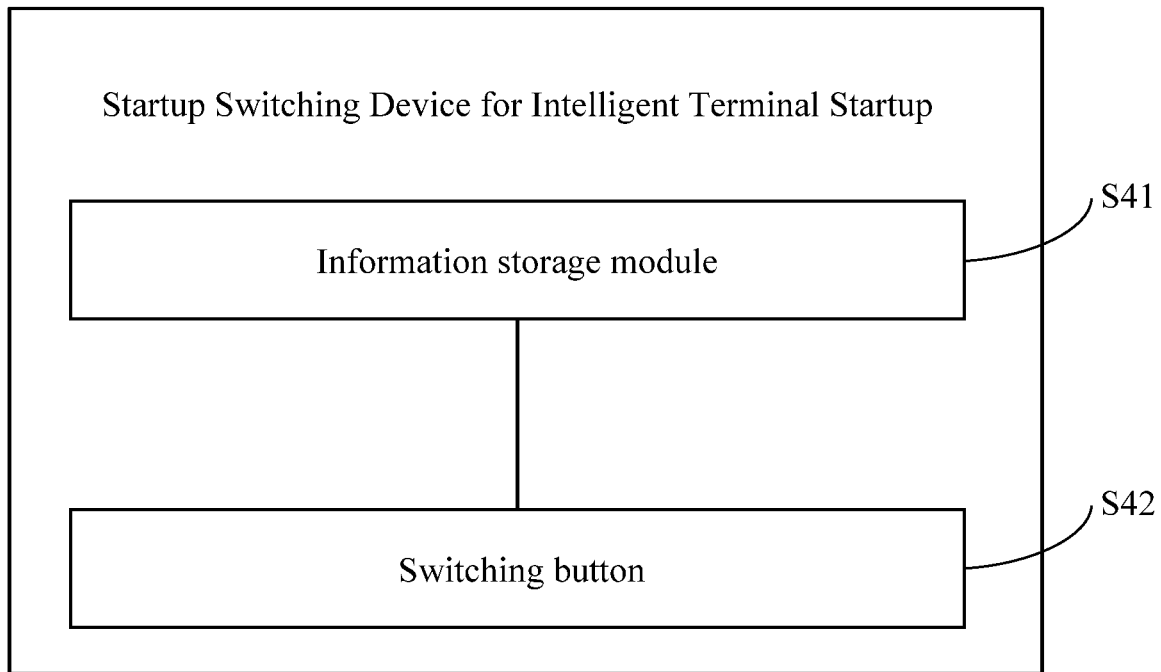 Startup Switching Device for Intelligent Terminal Startup
S41
Information storage module
S42
Switching button